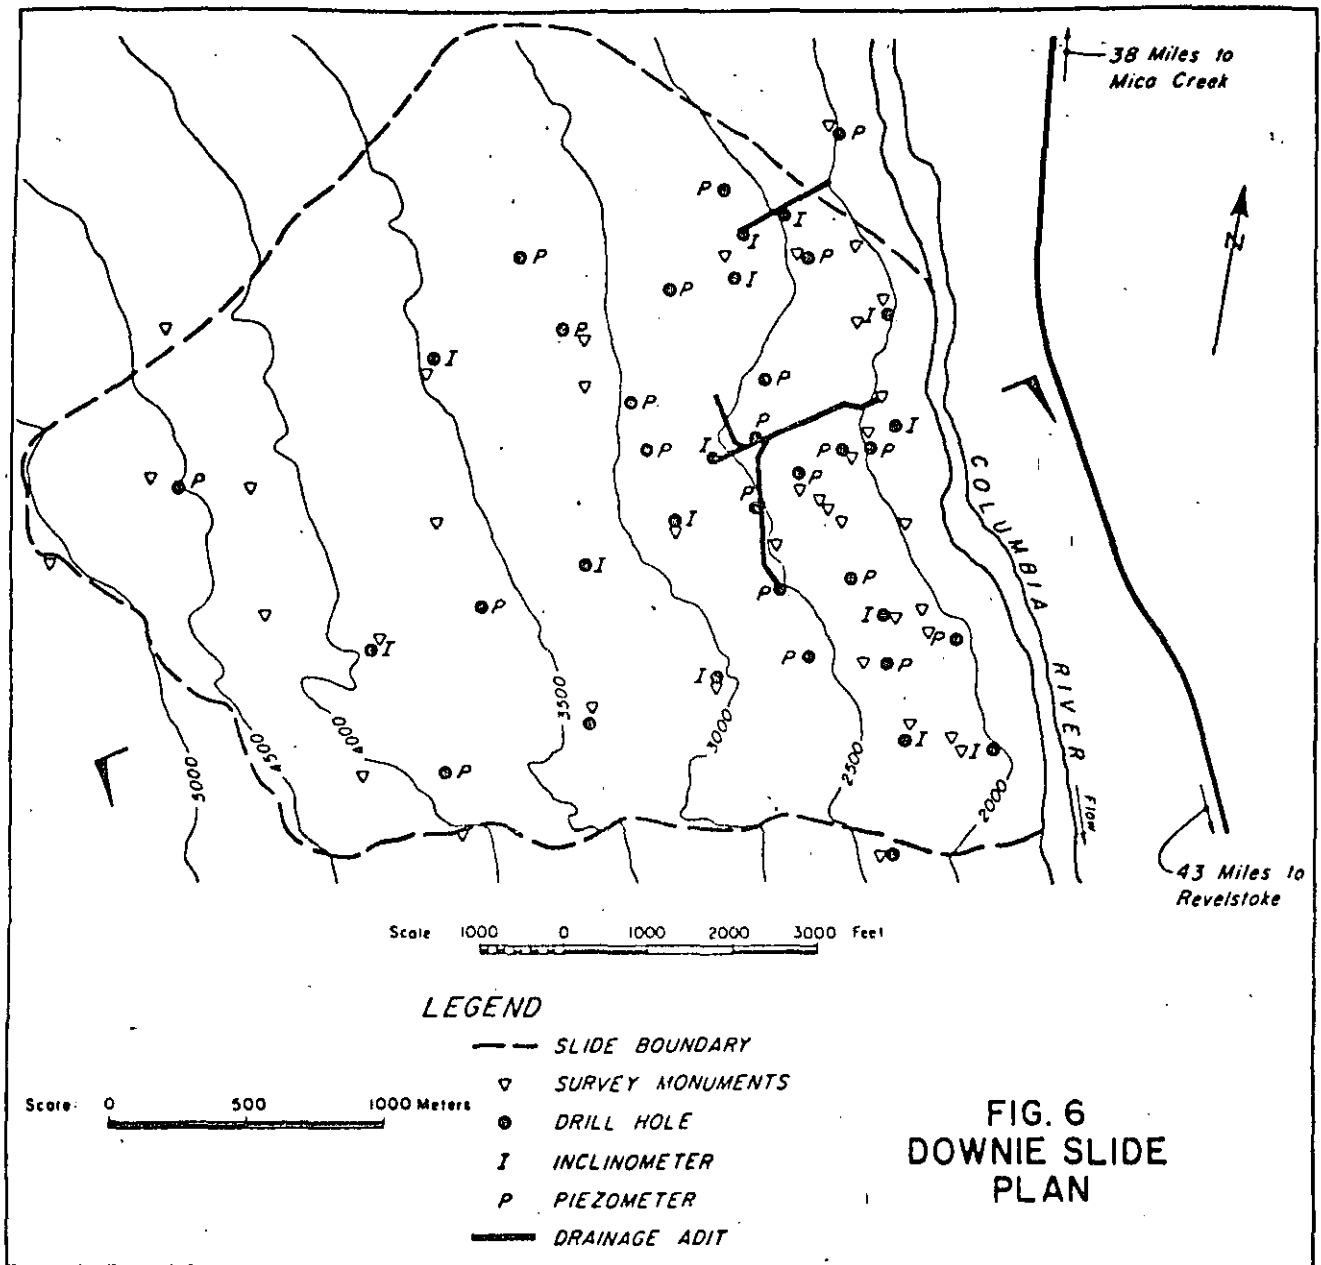 38 Miles to
Mica Creek
P
P
I
I
N
P
P
I
P
I
P
I
P
P
P
I
I
P
P
P
P
P
I
I
P
P
P
I
P
I
P
P
I
I
I
P
COLUMBIA RIVER
Flow
5000
4500
4000
3500
3000
2500
2000
43 Miles to
Revelstoke
Scale 1000 0 1000 2000 3000 Feet
LEGEND
SLIDE BOUNDARY
SURVEY MONUMENTS
DRILL HOLE
I INCLINOMETER
P PIEZOMETER
DRAINAGE ADIT
Scale: 0 500 1000 Meters
FIG. 6
DOWNIE SLIDE
PLAN